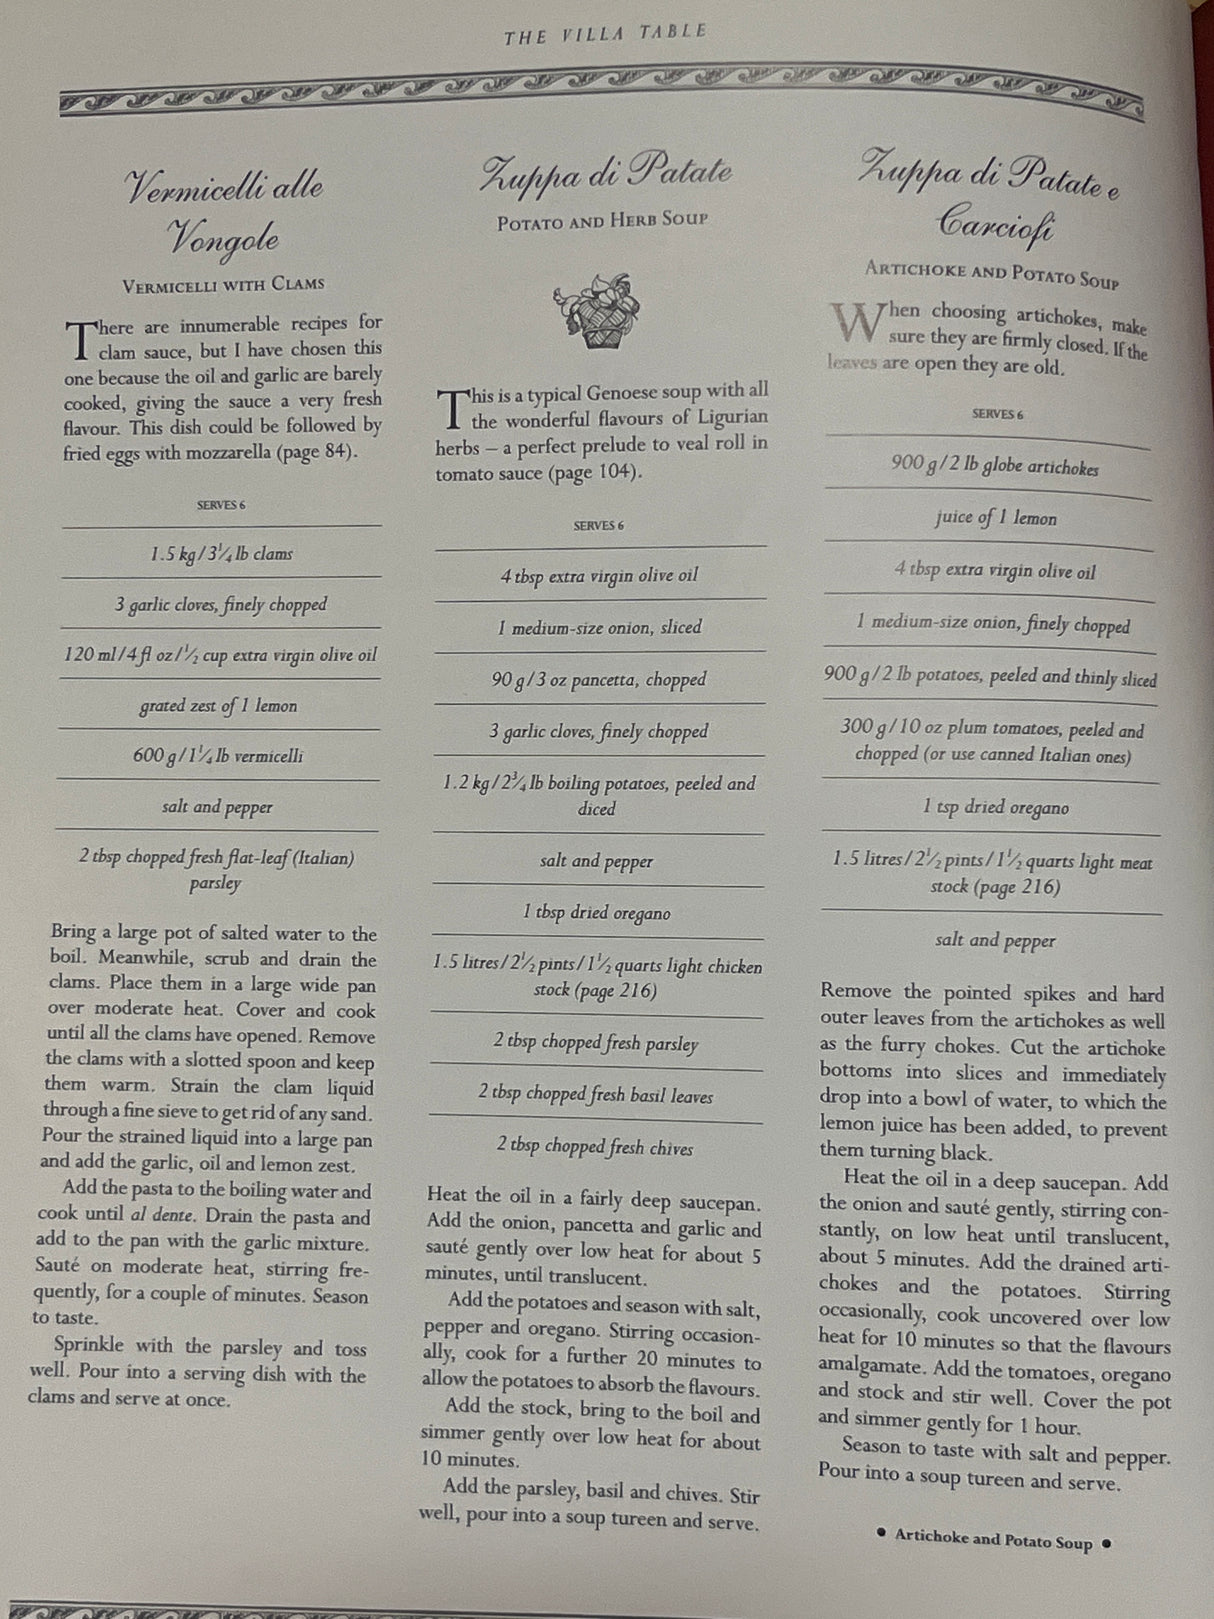 THE VILLA TABLE
Vermicelli alle
Vongole
VERMICELLI WITH CLAMS
There are innumerable recipes for
clam sauce, but I have chosen this
one because the oil and garlic are barely
cooked, giving the sauce a very fresh
flavour. This dish could be followed by
fried eggs with mozzarella (page 84).
SERVES 6
1.5 kg/3¼ lb clams
3 garlic cloves, finely chopped
120 ml/4 fl oz/½ cup extra virgin olive oil
grated zest of 1 lemon
600 g/1¼ lb vermicelli
salt and pepper
2 tbsp chopped fresh flat-leaf (Italian)
parsley
Bring a large pot of salted water to the
boil. Meanwhile, scrub and drain the
clams. Place them in a large wide pan
over moderate heat. Cover and cook
until all the clams have opened. Remove
the clams with a slotted spoon and keep
them warm. Strain the clam liquid
through a fine sieve to get rid of any sand.
Pour the strained liquid into a large pan
and add the garlic, oil and lemon zest.
Add the pasta to the boiling water and
cook until al dente. Drain the pasta and
add to the pan with the garlic mixture.
Sauté on moderate heat, stirring fre-
quently, for a couple of minutes. Season
to taste.
Sprinkle with the parsley and toss
well. Pour into a serving dish with the
clams and serve at once.
Zuppa di Patate
POTATO AND HERB SOUP
This is a typical Genoese soup with all
the wonderful flavours of Ligurian
herbs – a perfect prelude to veal roll in
tomato sauce (page 104).
SERVES 6
4 tbsp extra virgin olive oil
1 medium-size onion, sliced
90 g/3 oz pancetta, chopped
3 garlic cloves, finely chopped
1.2 kg/2¾ lb boiling potatoes, peeled and
diced
salt and pepper
1 tbsp dried oregano
1.5 litres/2½ pints/1½ quarts light chicken
stock (page 216)
2 tbsp chopped fresh parsley
2 tbsp chopped fresh basil leaves
2 tbsp chopped fresh chives
Heat the oil in a fairly deep saucepan.
Add the onion, pancetta and garlic and
sauté gently over low heat for about 5
minutes, until translucent.
Add the potatoes and season with salt,
pepper and oregano. Stirring occasion-
ally, cook for a further 20 minutes to
allow the potatoes to absorb the flavours.
Add the stock, bring to the boil and
simmer gently over low heat for about
10 minutes.
Add the parsley, basil and chives. Stir
well, pour into a soup tureen and serve.
Zuppa di Patate e
Carciofi
ARTICHOKE AND POTATO SOUP
When choosing artichokes, make
sure they are firmly closed. If the
leaves are open they are old.
SERVES 6
900 g/2 lb globe artichokes
juice of 1 lemon
4 tbsp extra virgin olive oil
1 medium-size onion, finely chopped
900 g/2 lb potatoes, peeled and thinly sliced
300 g/10 oz plum tomatoes, peeled and
chopped (or use canned Italian ones)
1 tsp dried oregano
1.5 litres/2½ pints/1½ quarts light meat
stock (page 216)
salt and pepper
Remove the pointed spikes and hard
outer leaves from the artichokes as well
as the furry chokes. Cut the artichoke
bottoms into slices and immediately
drop into a bowl of water, to which the
lemon juice has been added, to prevent
them turning black.
Heat the oil in a deep saucepan. Add
the onion and sauté gently, stirring con-
stantly, on low heat until translucent,
about 5 minutes. Add the drained arti-
chokes and the potatoes. Stirring
occasionally, cook uncovered over low
heat for 10 minutes so that the flavours
amalgamate. Add the tomatoes, oregano
and stock and stir well. Cover the pot
and simmer gently for 1 hour.
Season to taste with salt and pepper.
Pour into a soup tureen and serve.
● Artichoke and Potato Soup ●